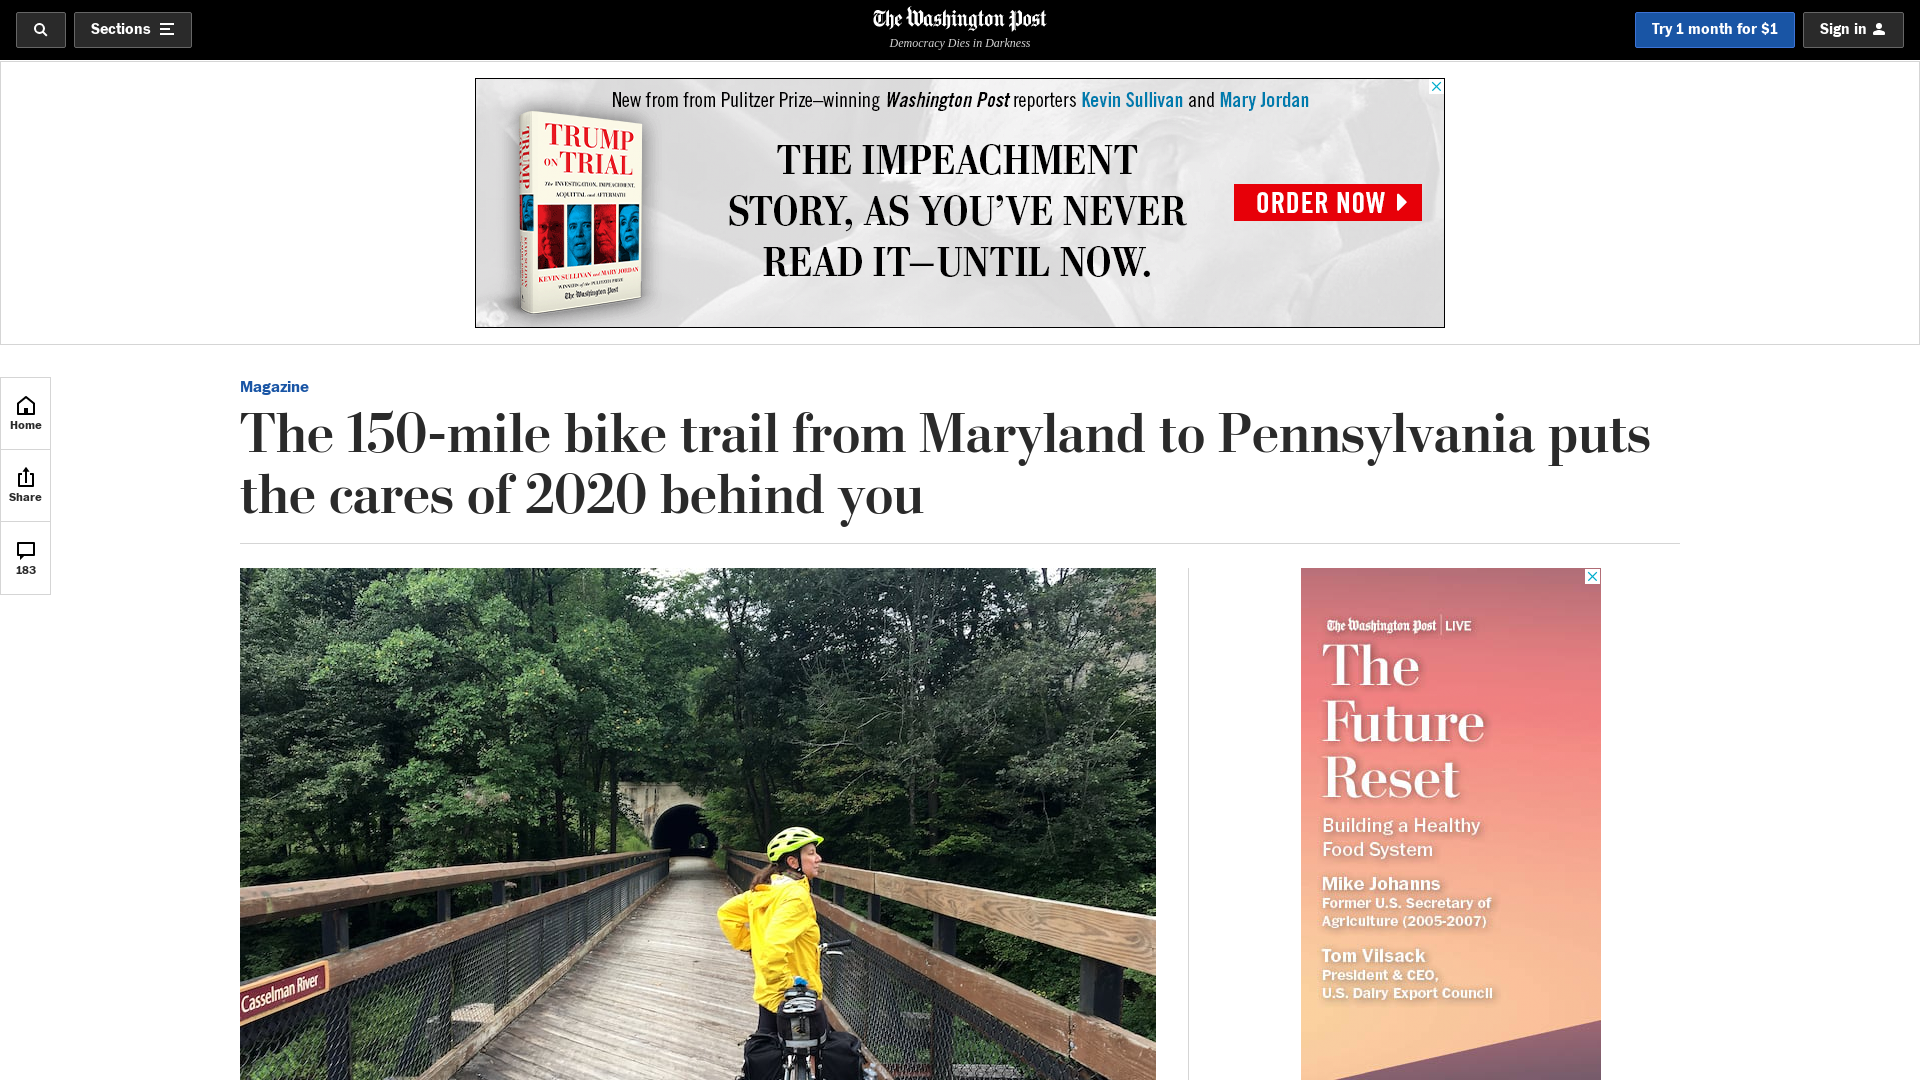 Sections
The Washington Post
Democracy Dies in Darkness
Try 1 month for $1
Sign in
New from from Pulitzer Prize–winning Washington Post reporters Kevin Sullivan and Mary Jordan
TRUMP
ON TRIAL
The INVESTIGATION, IMPEACHMENT,
ACQUITTAL and AFTERMATH
KEVIN SULLIVAN and MARY JORDAN
WINNERS of the PULITZER PRIZE
The Washington Post
TRUMP
THE IMPEACHMENT
STORY, AS YOU'VE NEVER
READ IT—UNTIL NOW.
ORDER NOW
Home
Share
183
Magazine
The 150-mile bike trail from Maryland to Pennsylvania puts
the cares of 2020 behind you
Casselman River
The Washington Post LIVE
The
Future
Reset
Building a Healthy
Food System
Mike Johanns
Former U.S. Secretary of
Agriculture (2005-2007)
Tom Vilsack
President & CEO,
U.S. Dairy Export Council